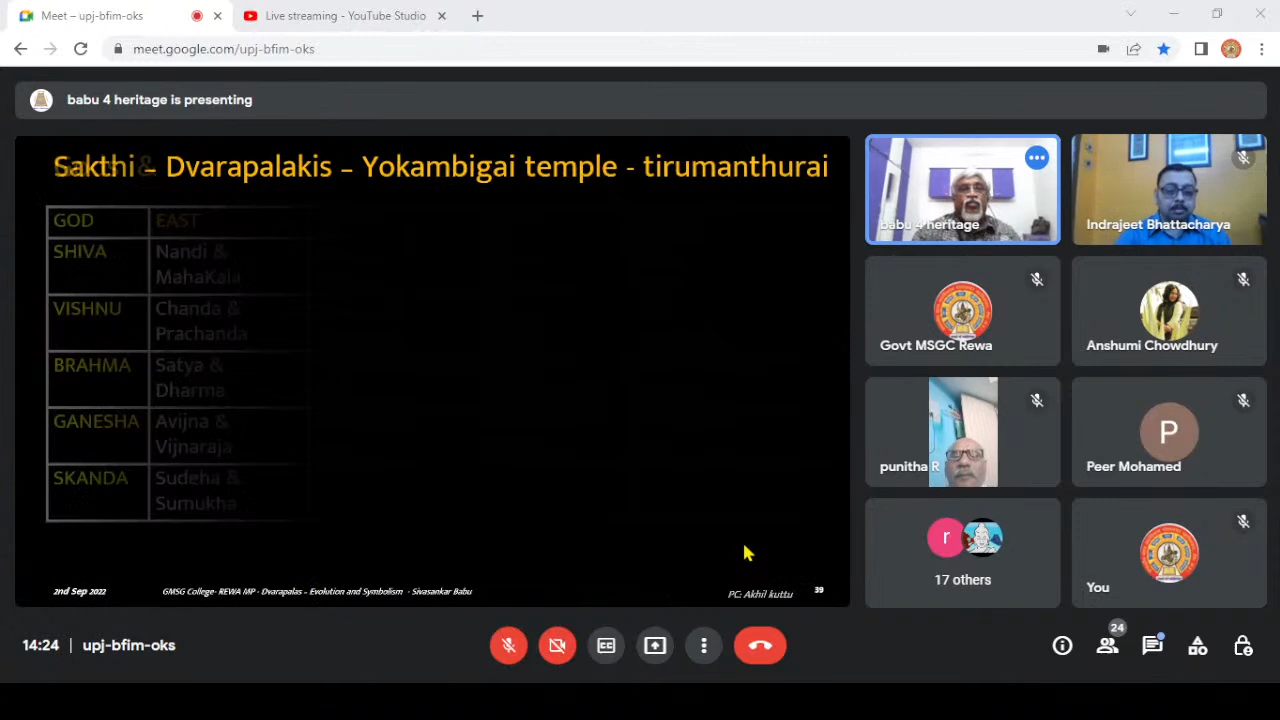 Meet – upj-bfim-oks
Live streaming - YouTube Studio
meet.google.com/upj-bfim-oks
babu 4 heritage is presenting
Sakthi – Dvarapalakis – Yokambigai temple - tirumanthurai
GOD EAST
SHIVA Nandi &
MahaKala
VISHNU Chanda &
Prachanda
BRAHMA Satya &
Dharma
GANESHA Avijna &
Vijnaraja
SKANDA Sudeha &
Sumukha
2nd Sep 2022 GMSG College- REWA MP - Dvarapalas – Evolution and Symbolism - Sivasankar Babu
PC: Akhil kuttu 39
babu 4 heritage
Indrajeet Bhattacharya
Govt MSGC Rewa
Anshumi Chowdhury
punitha R
P
Peer Mohamed
r
17 others
You
14:24 | upj-bfim-oks
CC
24